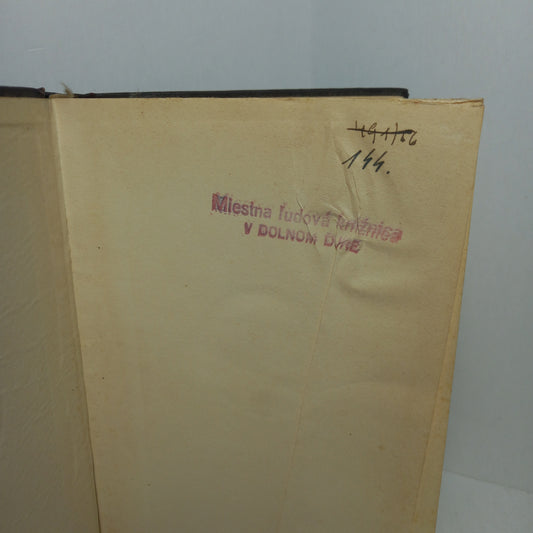 144.
Miestna ľudová knižnica
V DOLNOM